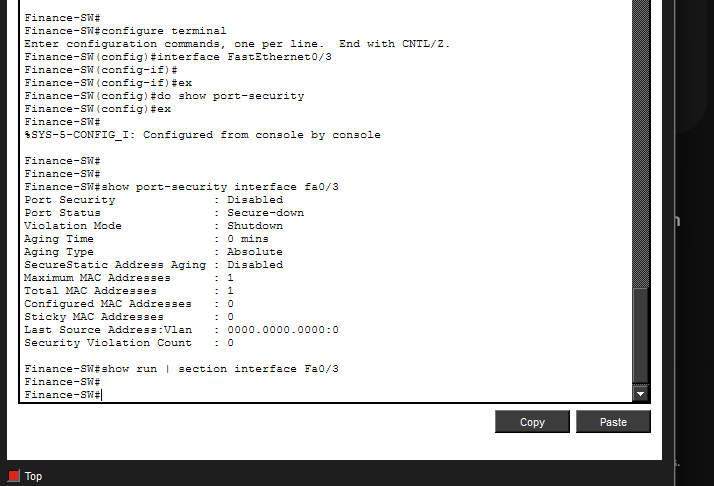 Finance-SW#
Finance-SW#configure terminal
Enter configuration commands, one per line.  End with CNTL/Z.
Finance-SW(config)#interface FastEthernet0/3
Finance-SW(config-if)#
Finance-SW(config-if)#ex
Finance-SW(config)#do show port-security
Finance-SW(config)#ex
Finance-SW#
%SYS-5-CONFIG_I: Configured from console by console
Finance-SW#
Finance-SW#
Finance-SW#show port-security interface fa0/3
Port Security              : Disabled
Port Status                : Secure-down
Violation Mode             : Shutdown
Aging Time                 : 0 mins
Aging Type                 : Absolute
SecureStatic Address Aging : Disabled
Maximum MAC Addresses      : 1
Total MAC Addresses        : 1
Configured MAC Addresses   : 0
Sticky MAC Addresses       : 0
Last Source Address:Vlan   : 0000.0000.0000:0
Security Violation Count   : 0
Finance-SW#show run | section interface Fa0/3
Finance-SW#
Finance-SW#
Copy
Paste
Top